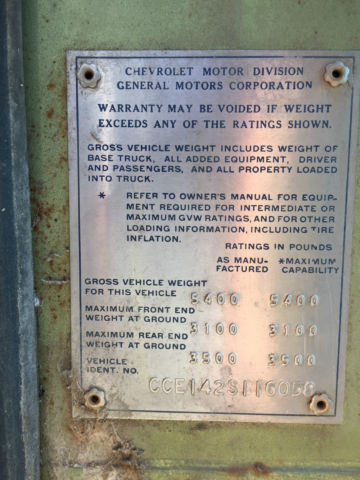 CHEVROLET MOTOR DIVISION
GENERAL MOTORS CORPORATION
WARRANTY MAY BE VOIDED IF WEIGHT
EXCEEDS ANY OF THE RATINGS SHOWN.
GROSS VEHICLE WEIGHT INCLUDES WEIGHT OF
BASE TRUCK, ALL ADDED EQUIPMENT, DRIVER
AND PASSENGERS, AND ALL PROPERTY LOADED
INTO TRUCK.
* REFER TO OWNER'S MANUAL FOR EQUIP-
MENT REQUIRED FOR INTERMEDIATE OR
MAXIMUM GVW RATINGS, AND FOR OTHER
LOADING INFORMATION, INCLUDING TIRE
INFLATION.
RATINGS IN POUNDS
AS MANU- *MAXIMUM
FACTURED CAPABILITY
GROSS VEHICLE WEIGHT
FOR THIS VEHICLE 5400 5400
MAXIMUM FRONT END
WEIGHT AT GROUND 3100 3100
MAXIMUM REAR END
WEIGHT AT GROUND 3500 3500
VEHICLE
IDENT. NO. CCE142S116058